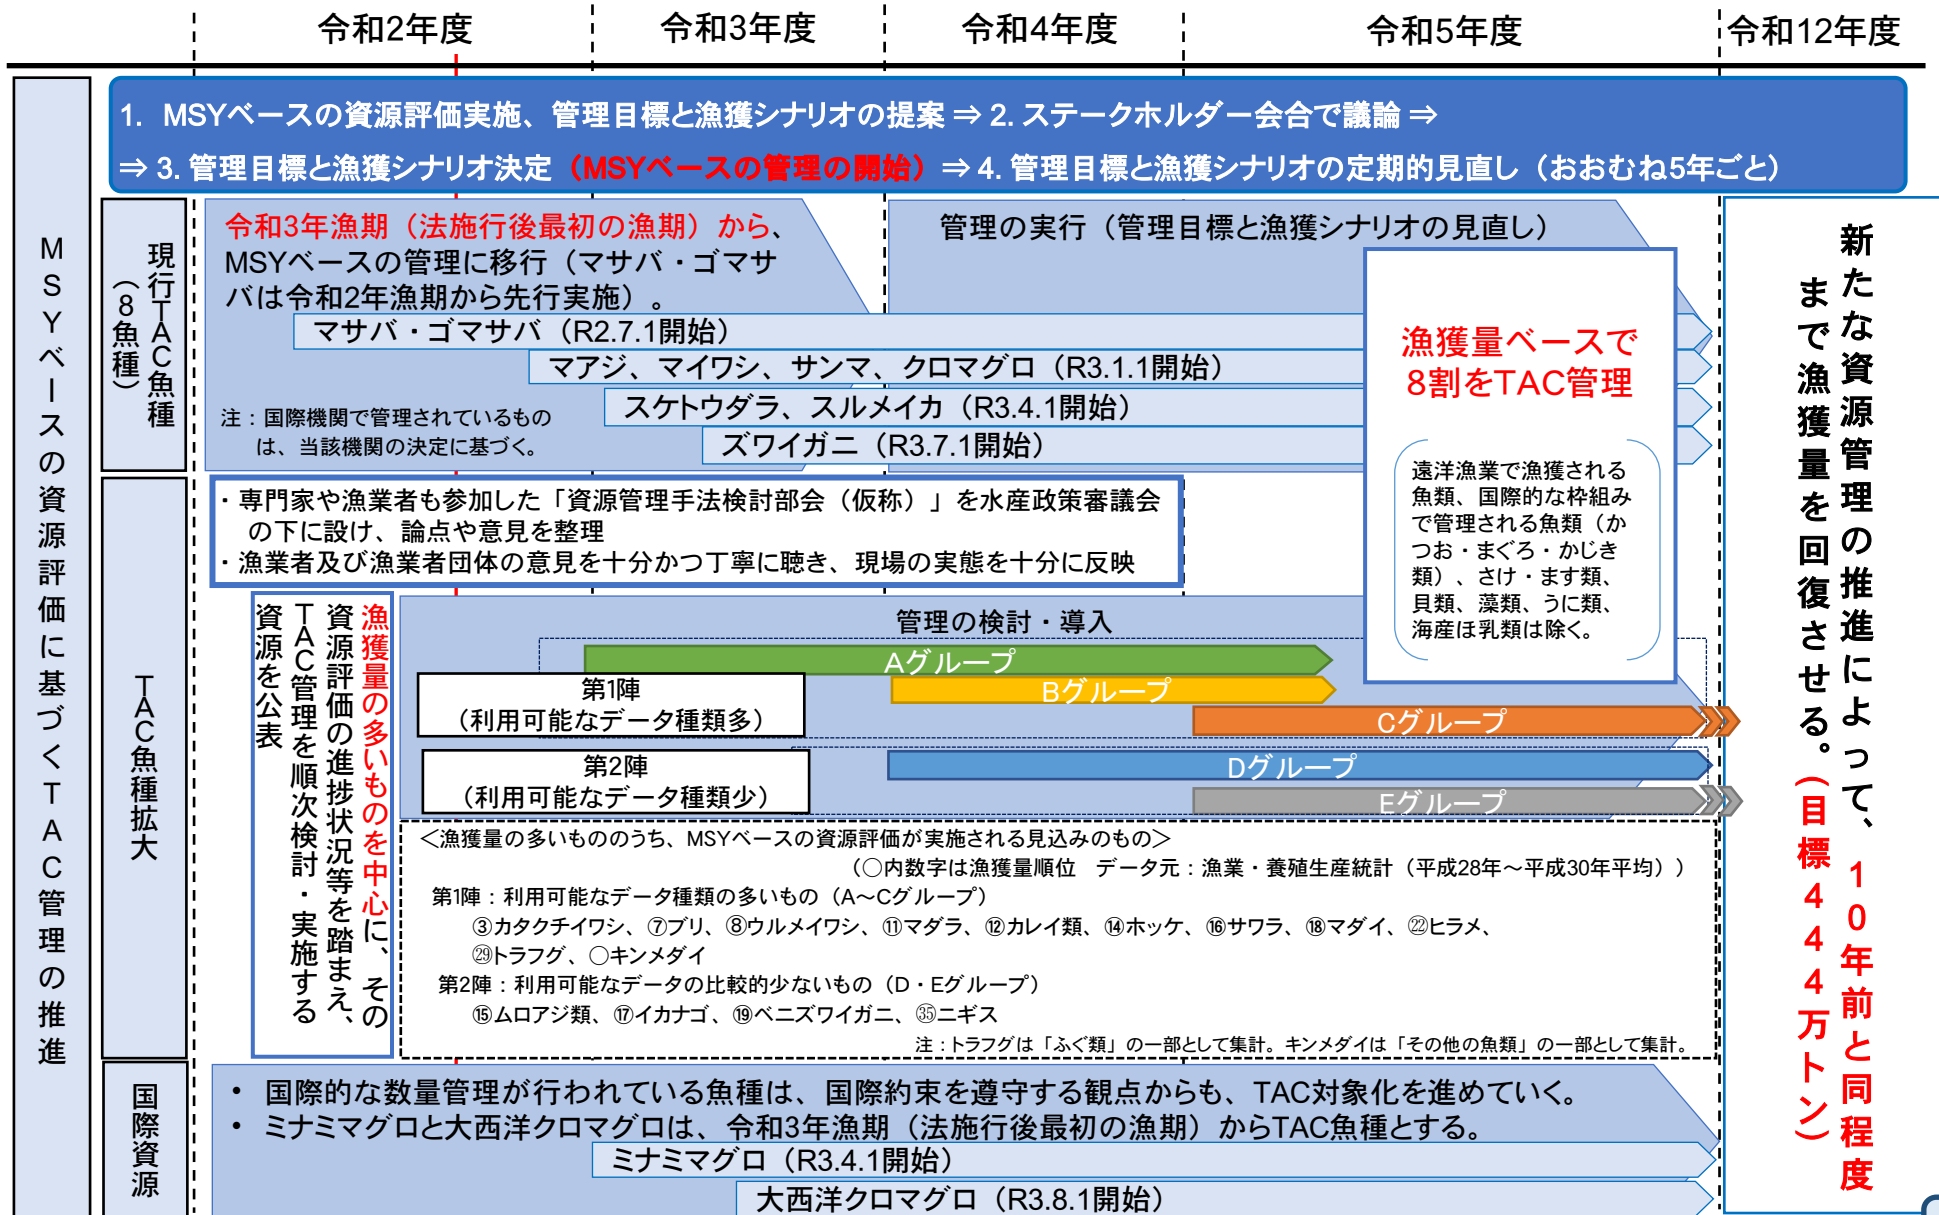 令和2年度
令和3年度
令和4年度
令和5年度
令和12年度
1. MSYベースの資源評価実施、管理目標と漁獲シナリオの提案 ⇒ 2. ステークホルダー会合で議論 ⇒
⇒ 3. 管理目標と漁獲シナリオ決定（MSYベースの管理の開始）⇒ 4. 管理目標と漁獲シナリオの定期的見直し（おおむね5年ごと）
MSYベースの資源評価に基づくTAC管理の推進
現行TAC魚種
（8魚種）
令和3年漁期（法施行後最初の漁期）から、
MSYベースの管理に移行（マサバ・ゴマサ
バは令和2年漁期から先行実施）。
管理の実行（管理目標と漁獲シナリオの見直し）
マサバ・ゴマサバ（R2.7.1開始）
マアジ、マイワシ、サンマ、クロマグロ（R3.1.1開始）
スケトウダラ、スルメイカ（R3.4.1開始）
ズワイガニ（R3.7.1開始）
注：国際機関で管理されているもの
は、当該機関の決定に基づく。
漁獲量ベースで
8割をTAC管理
遠洋漁業で漁獲される
魚類、国際的な枠組み
で管理される魚類（か
つお・まぐろ・かじき
類）、さけ・ます類、
貝類、藻類、うに類、
海産ほ乳類は除く。
新たな資源管理の推進によって、10年前と同程度
まで漁獲量を回復させる。（目標444万トン）
TAC魚種拡大
・専門家や漁業者も参加した「資源管理手法検討部会（仮称）」を水産政策審議会
の下に設け、論点や意見を整理
・漁業者及び漁業者団体の意見を十分かつ丁寧に聴き、現場の実態を十分に反映
漁獲量の多いものを中心に、その
資源評価の進捗状況等を踏まえ、
TAC管理を順次検討・実施する
資源を公表
管理の検討・導入
Aグループ
第1陣
（利用可能なデータ種類多）
Bグループ
Cグループ
第2陣
（利用可能なデータ種類少）
Dグループ
Eグループ
＜漁獲量の多いもののうち、MSYベースの資源評価が実施される見込みのもの＞
（○内数字は漁獲量順位　データ元：漁業・養殖生産統計（平成28年～平成30年平均））
第1陣：利用可能なデータ種類の多いもの（A～Cグループ）
③カタクチイワシ、⑦ブリ、⑧ウルメイワシ、⑪マダラ、⑫カレイ類、⑭ホッケ、⑯サワラ、⑱マダイ、㉒ヒラメ、
㉙トラフグ、○キンメダイ
第2陣：利用可能なデータの比較的少ないもの（D・Eグループ）
⑮ムロアジ類、⑰イカナゴ、⑲ベニズワイガニ、㉟ニギス
注：トラフグは「ふぐ類」の一部として集計。キンメダイは「その他の魚類」の一部として集計。
国際資源
• 国際的な数量管理が行われている魚種は、国際約束を遵守する観点からも、TAC対象化を進めていく。
• ミナミマグロと大西洋クロマグロは、令和3年漁期（法施行後最初の漁期）からTAC魚種とする。
ミナミマグロ（R3.4.1開始）
大西洋クロマグロ（R3.8.1開始）